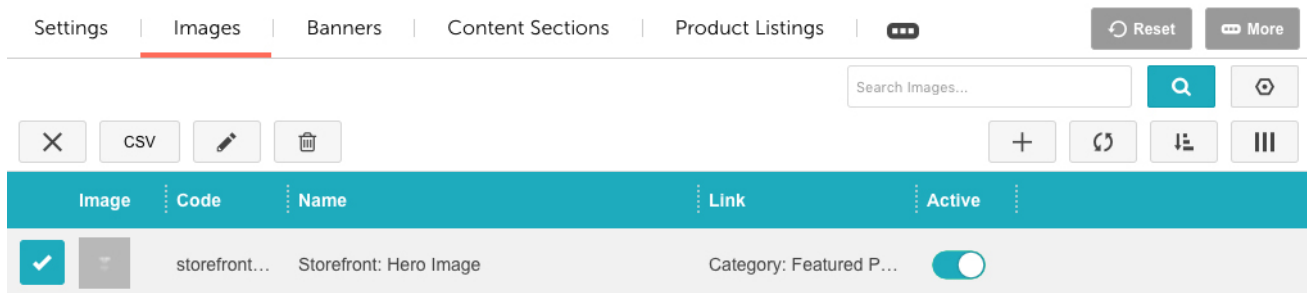 Settings Images Banners Content Sections Product Listings Reset More
Search Images...
CSV
Image Code Name Link Active
storefront... Storefront: Hero Image Category: Featured P...